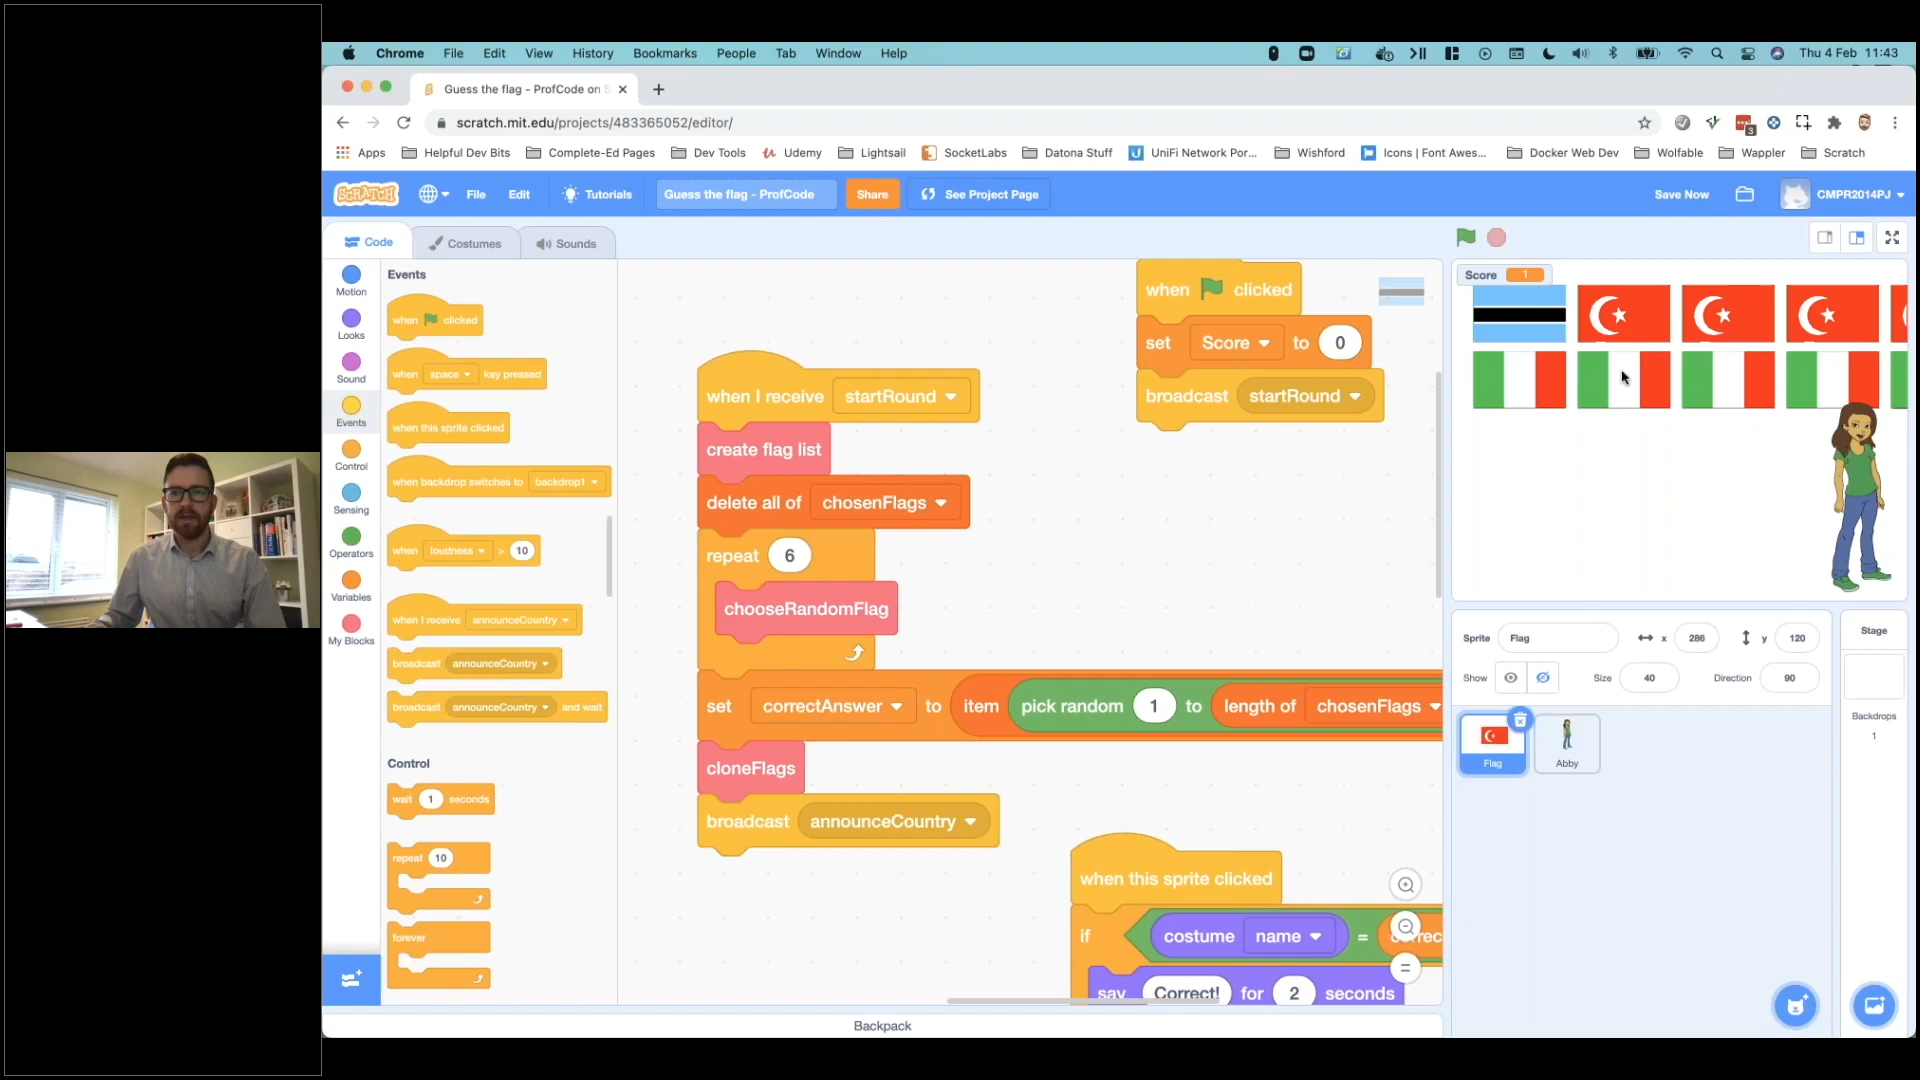 Chrome File Edit View History Bookmarks People Tab Window Help Thu 4 Feb 11:43
Guess the flag - ProfCode on S
scratch.mit.edu/projects/483365052/editor/
3
Apps Helpful Dev Bits Complete-Ed Pages Dev Tools Udemy Lightsail SocketLabs Datona Stuff UniFi Network Por... Wishford Icons | Font Awes... Docker Web Dev Wolfable Wappler Scratch
SCRATCH File Edit Tutorials Guess the flag - ProfCode Share See Project Page Save Now CMPR2014PJ
Code Costumes Sounds
Motion
Looks
Sound
Events
Control
Sensing
Operators
Variables
My Blocks
Events
when clicked
when space key pressed
when this sprite clicked
when backdrop switches to backdrop1
when loudness > 10
when I receive announceCountry
broadcast announceCountry
broadcast announceCountry and wait
Control
wait 1 seconds
repeat 10
forever
when clicked
set Score to 0
broadcast startRound
when I receive startRound
create flag list
delete all of chosenFlags
repeat 6
chooseRandomFlag
set correctAnswer to item pick random 1 to length of chosenFlags
cloneFlags
broadcast announceCountry
when this sprite clicked
if costume name =
say Correct! for 2 seconds
Backpack
Score 1
Sprite Flag x 286 y 120
Show Size 40 Direction 90
Flag
Abby
Stage
Backdrops
1